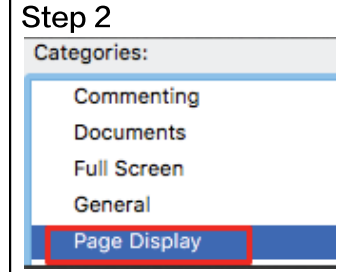 Step 2
Categories:
Commenting
Documents
Full Screen
General
Page Display